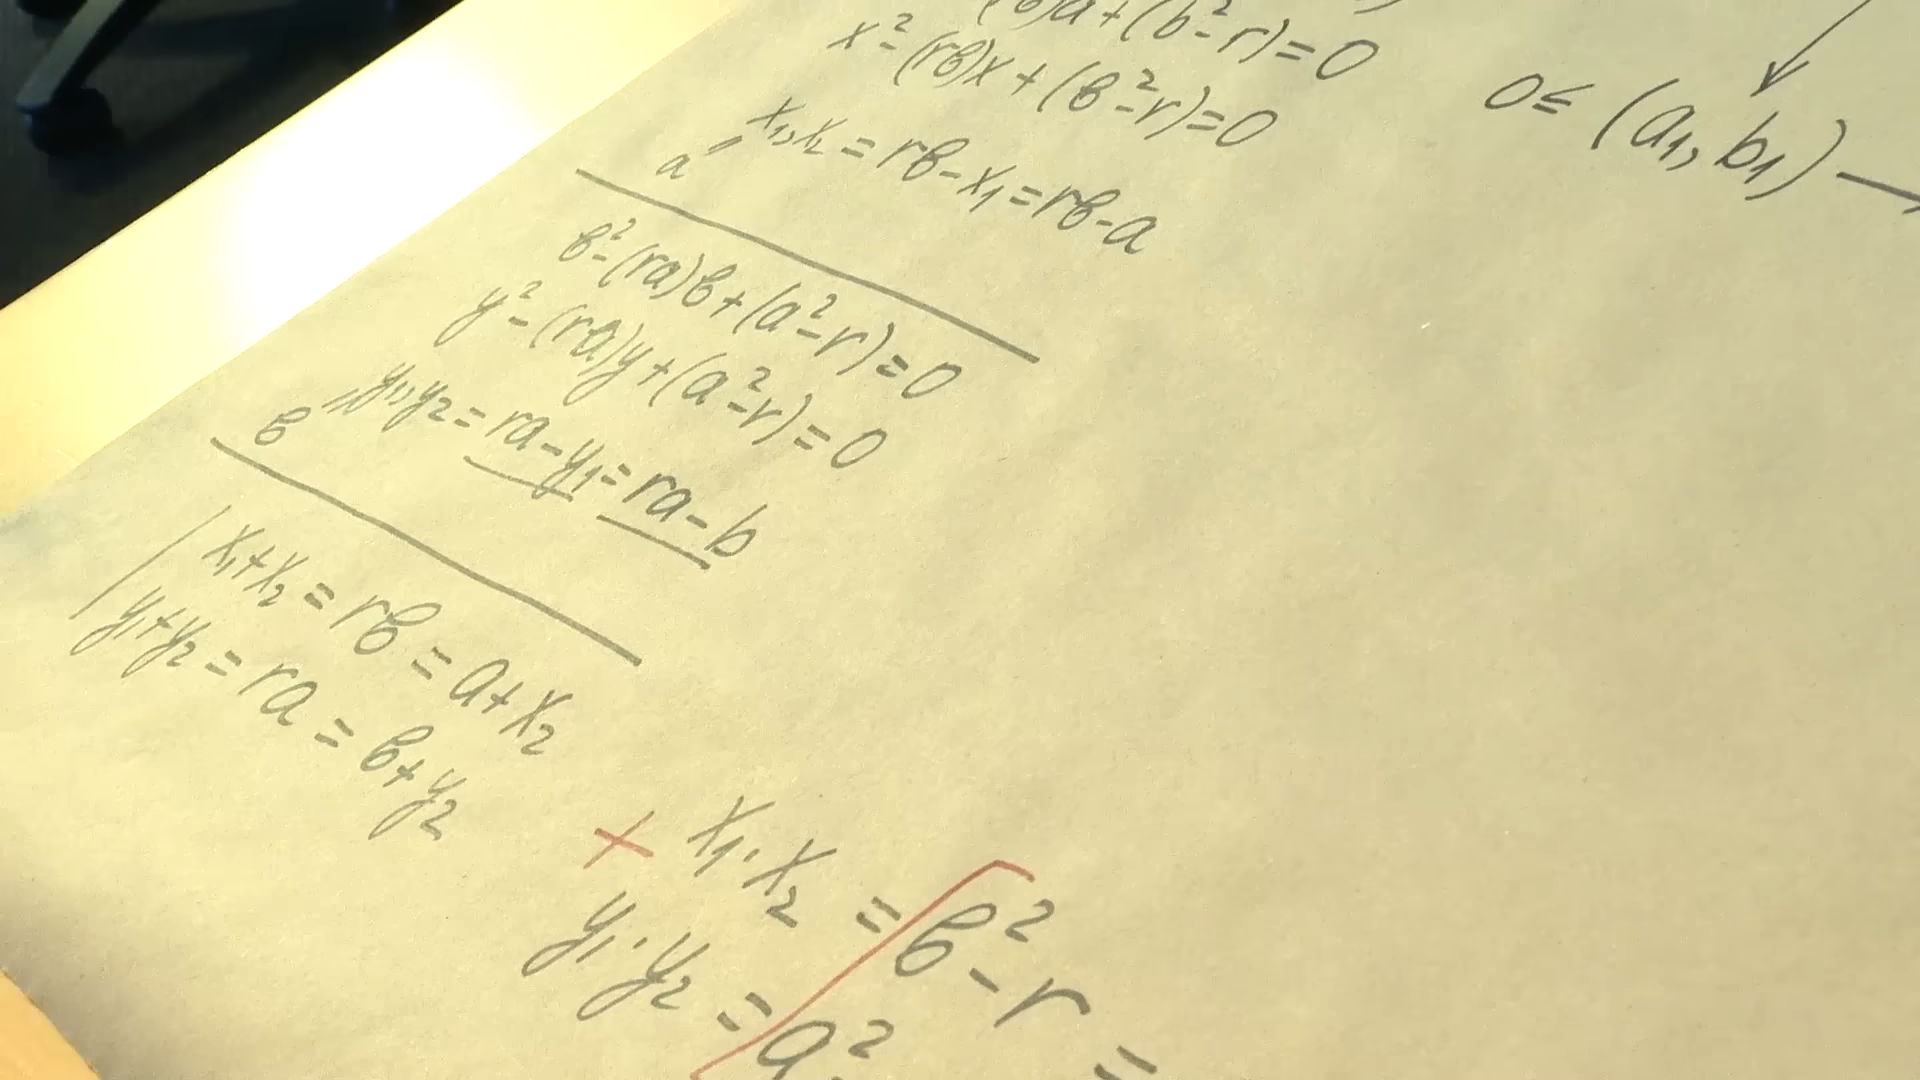 b)a+(b²-r)=0
x²-(rb)x+(b²-r)=0
x₁,x₂=rb-x₁=rb-a
a
b²-(ra)b+(a²-r)=0
y²-(ra)y+(a²-r)=0
y₁,y₂=ra-y₁=ra-b
b
x₁+x₂=rb=a+x₂
y₁+y₂=ra=b+y₂
+ x₁·x₂=b²-r=
y₁·y₂=a²-
0≤(a₁,b₁)